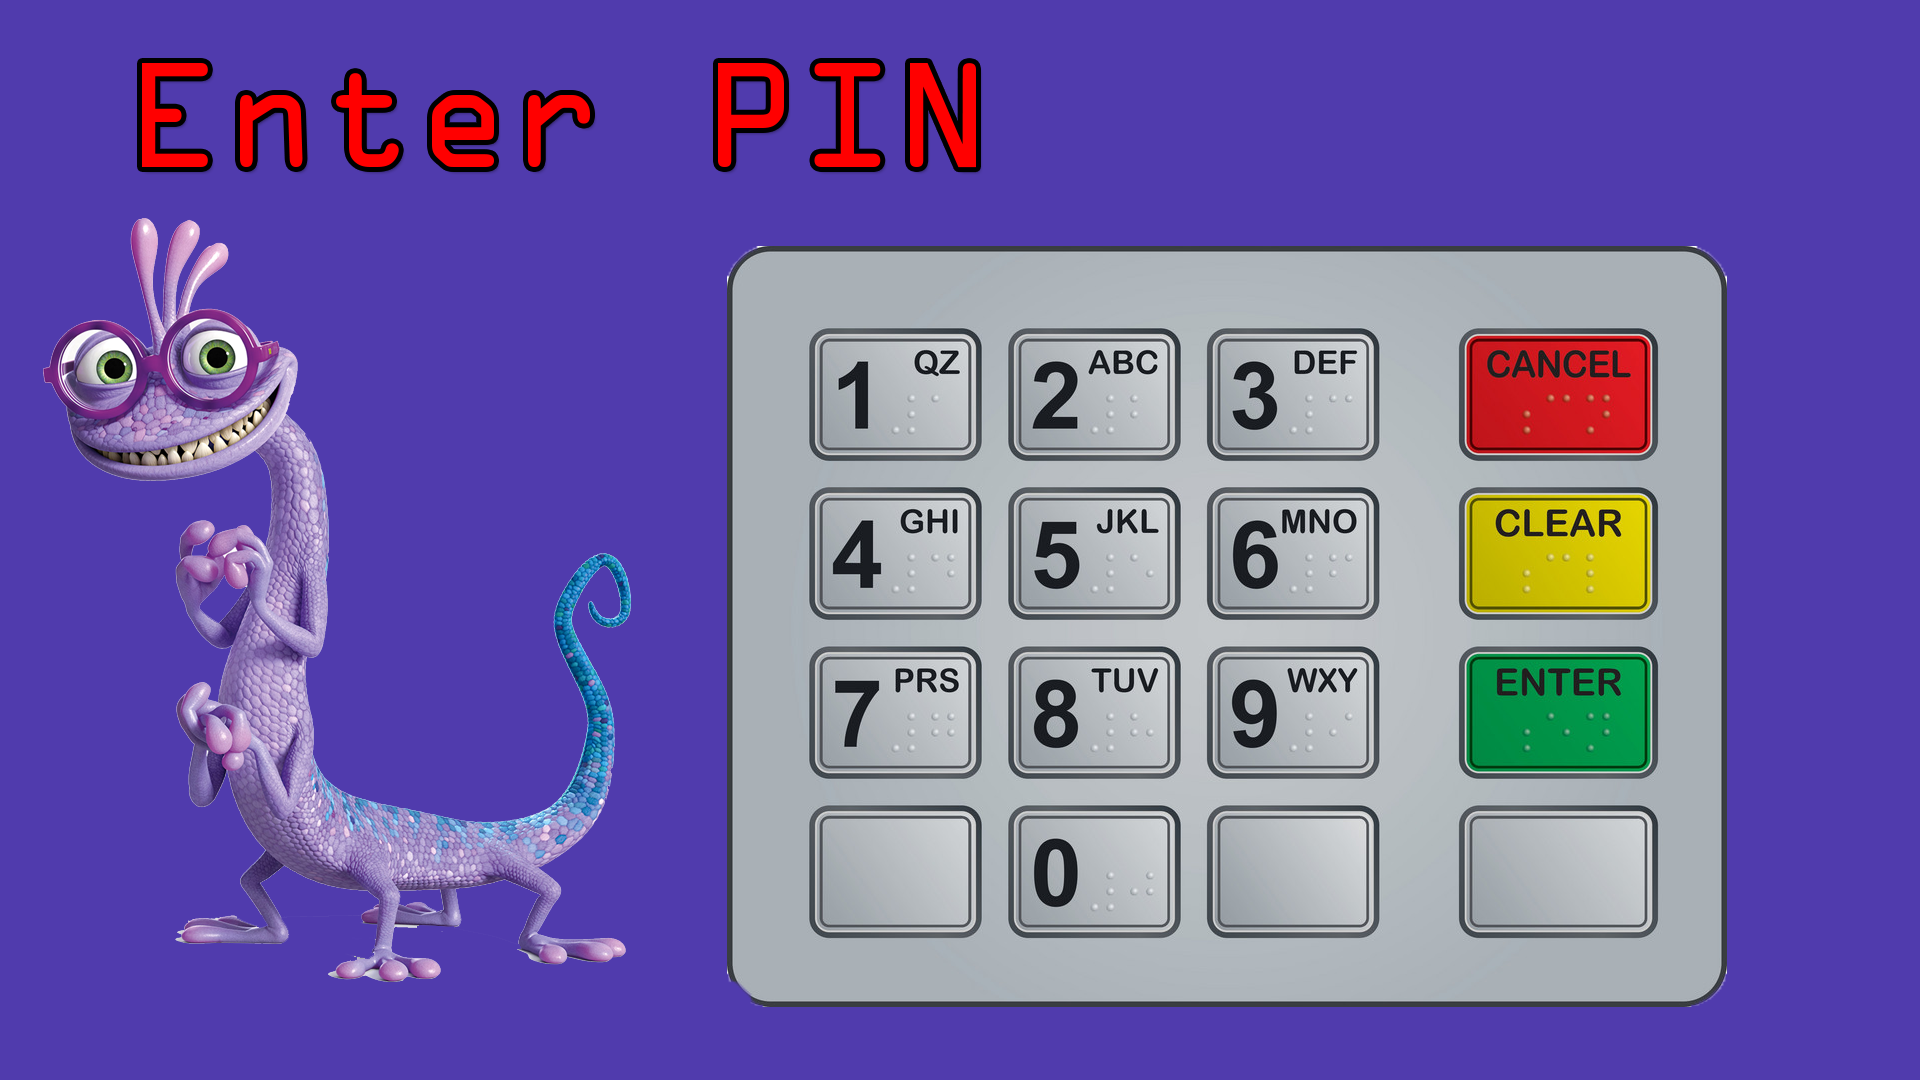 Enter PIN
1 QZ 2 ABC 3 DEF CANCEL
4 GHI 5 JKL 6 MNO CLEAR
7 PRS 8 TUV 9 WXY ENTER
0